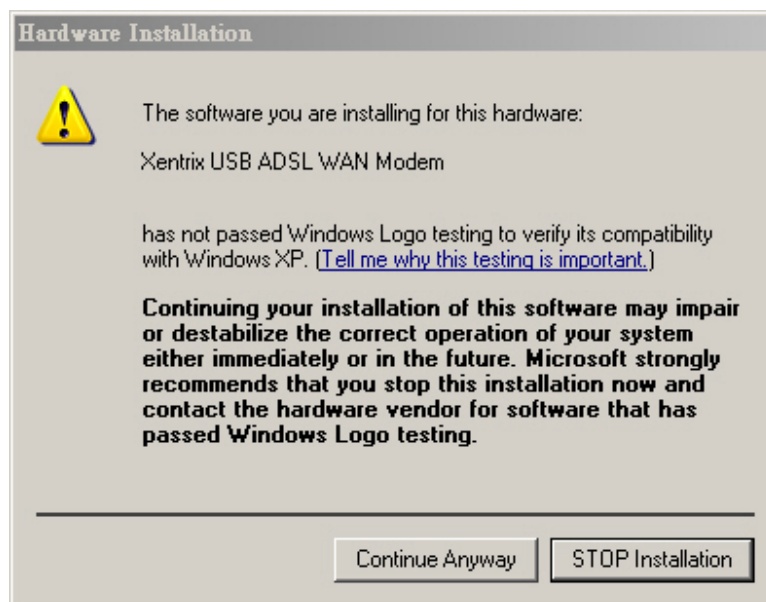 Hardware Installation
The software you are installing for this hardware:
Xentrix USB ADSL WAN Modem
has not passed Windows Logo testing to verify its compatibility
with Windows XP. (Tell me why this testing is important.)
Continuing your installation of this software may impair
or destabilize the correct operation of your system
either immediately or in the future. Microsoft strongly
recommends that you stop this installation now and
contact the hardware vendor for software that has
passed Windows Logo testing.
Continue Anyway STOP Installation